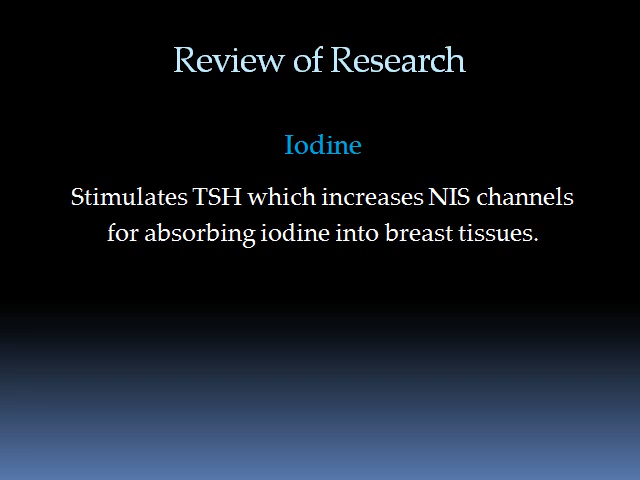 Review of Research
Iodine
Stimulates TSH which increases NIS channels
for absorbing iodine into breast tissues.